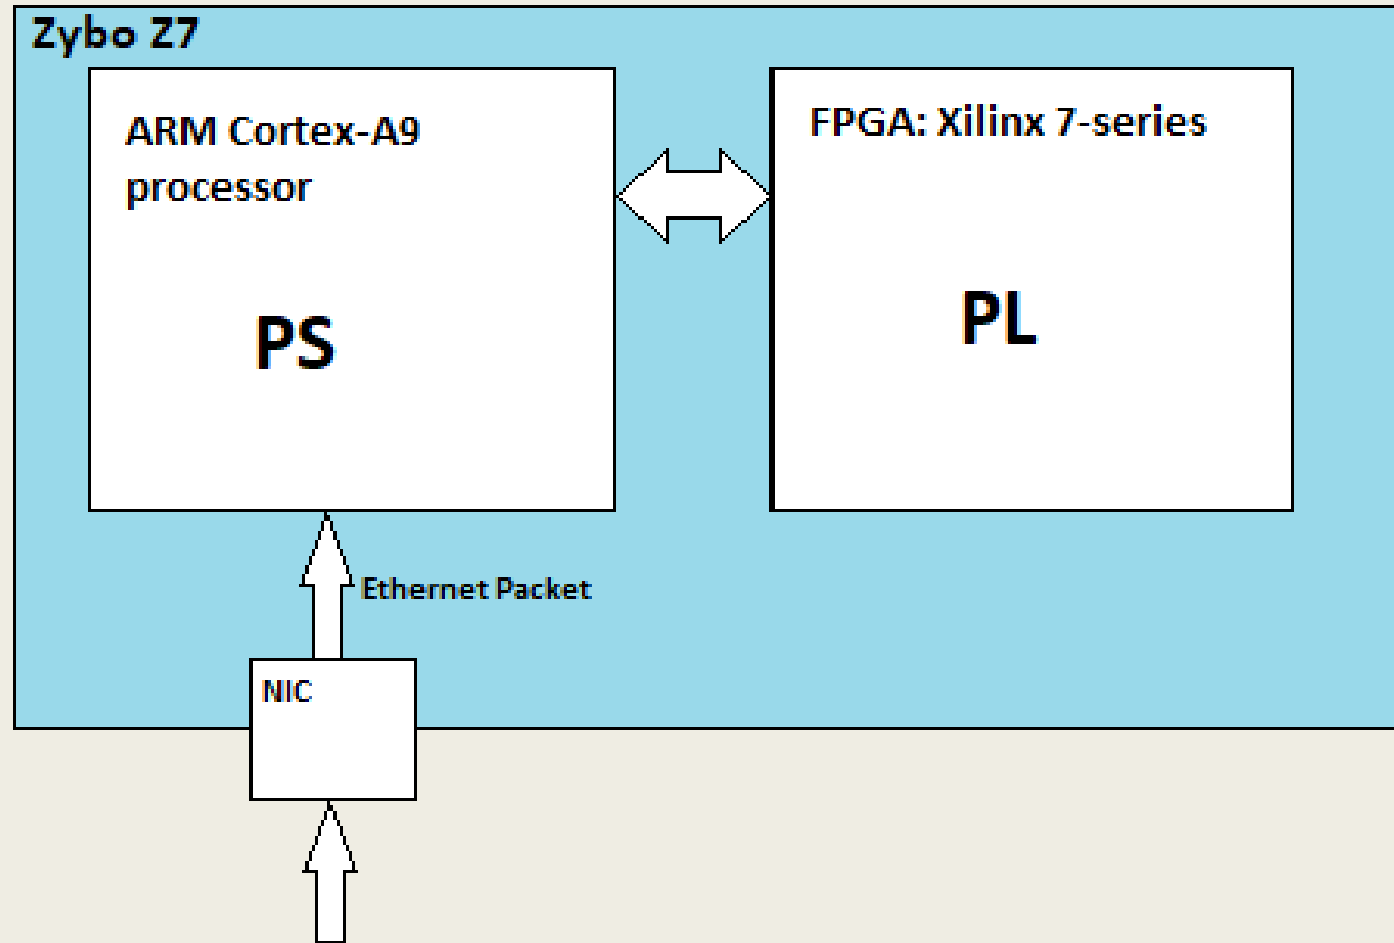 Zybo Z7
ARM Cortex-A9
processor
PS
FPGA: Xilinx 7-series
PL
Ethernet Packet
NIC